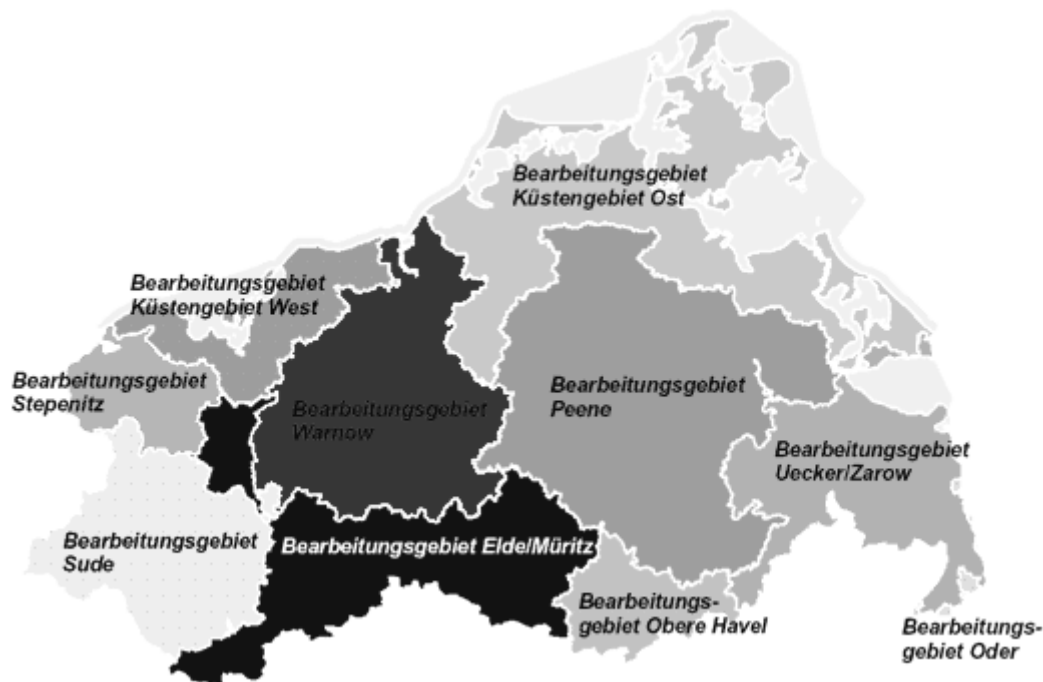 Bearbeitungsgebiet
Küstengebiet Ost
Bearbeitungsgebiet
Küstengebiet West
Bearbeitungsgebiet
Stepenitz
Bearbeitungsgebiet
Warnow
Bearbeitungsgebiet
Peene
Bearbeitungsgebiet
Uecker/Zarow
Bearbeitungsgebiet
Sude
Bearbeitungsgebiet Elde/Müritz
Bearbeitungs-
gebiet Obere Havel
Bearbeitungs-
gebiet Oder